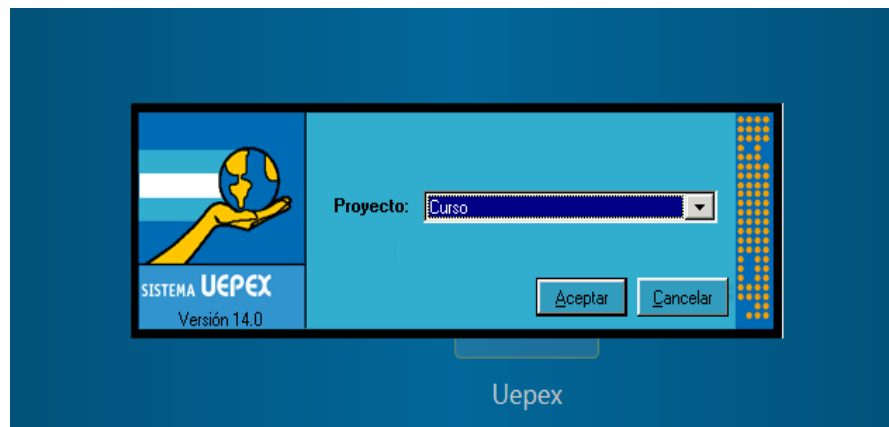 Proyecto: Curso
SISTEMA UEPEX
Versión 14.0
Aceptar Cancelar
Uepex